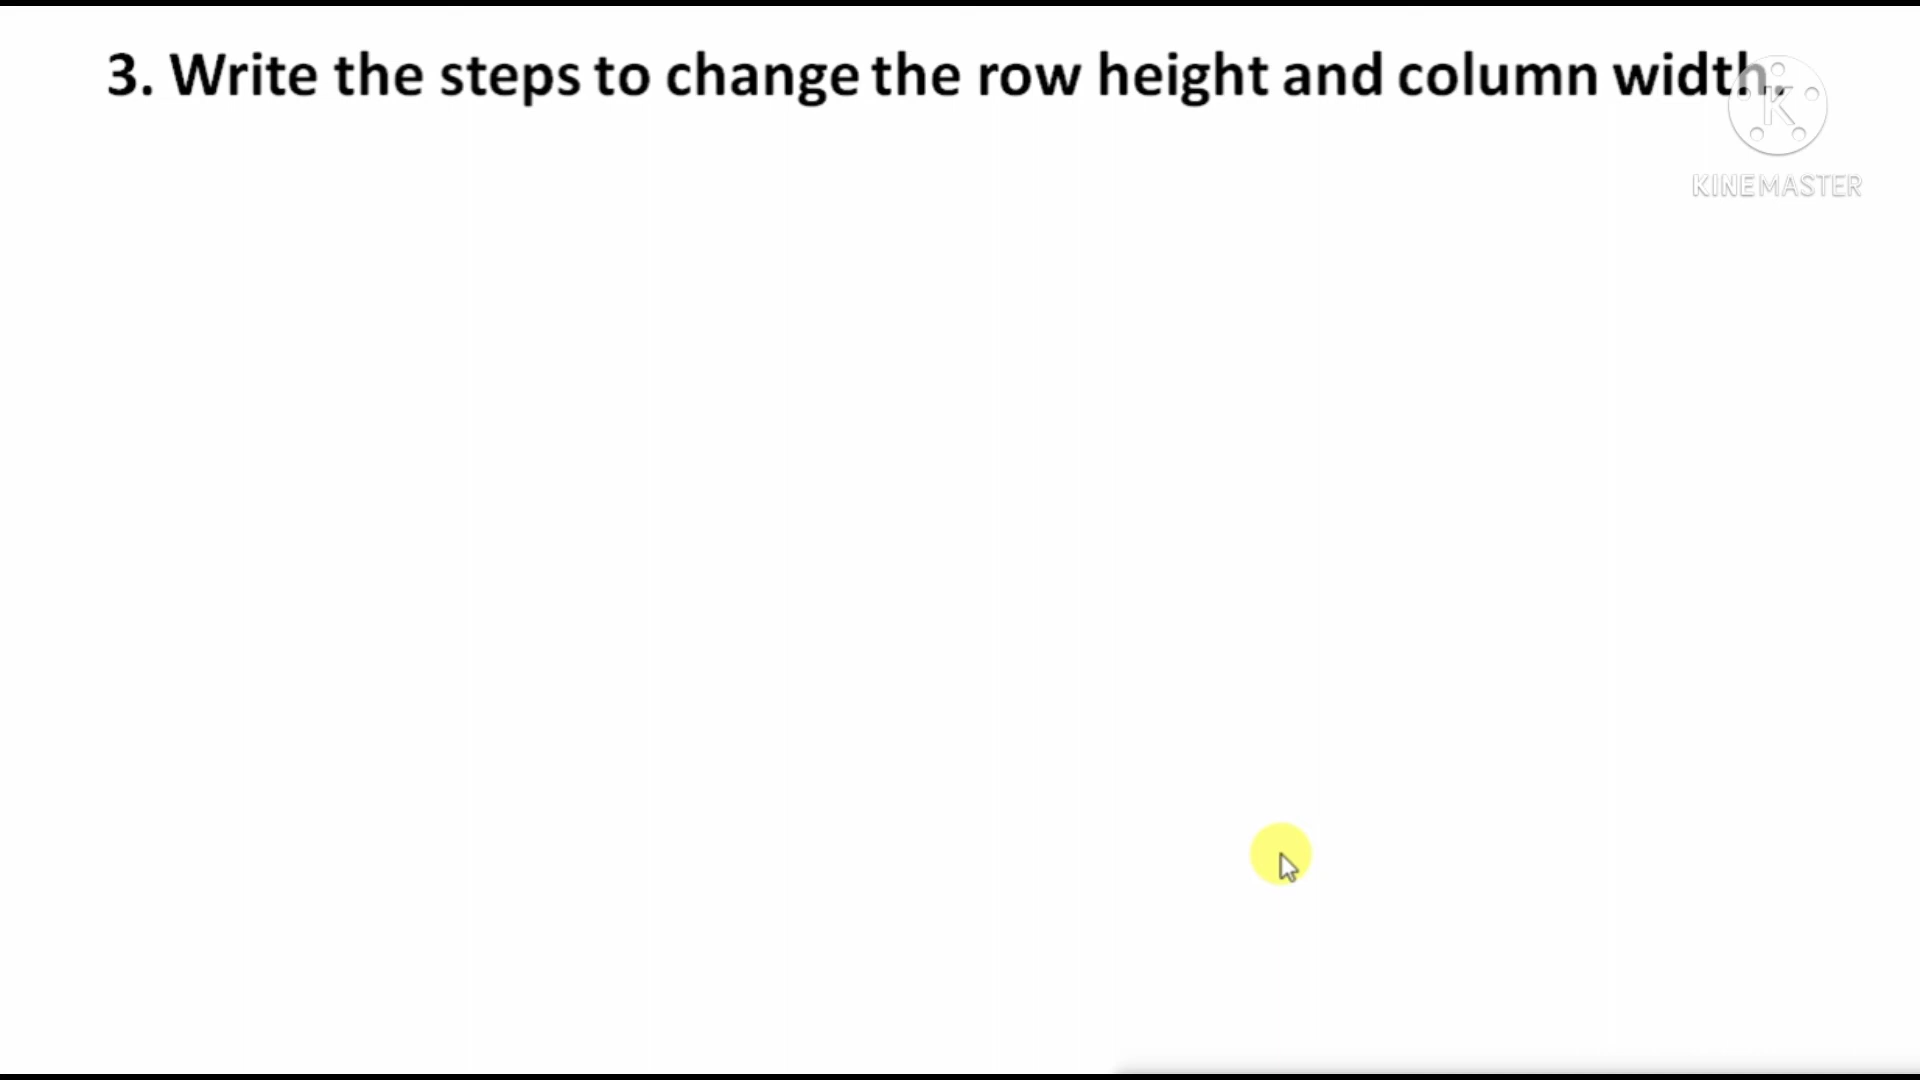 3. Write the steps to change the row height and column width.
K
KINEMASTER